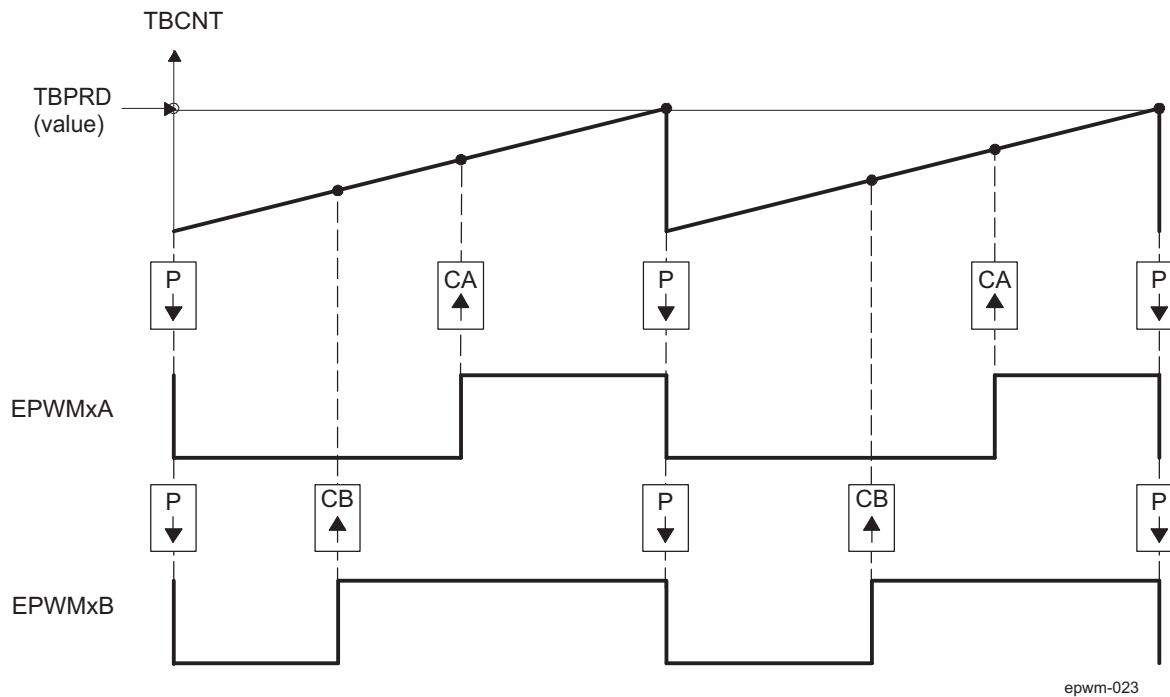 TBCNT
TBPRD
(value)
P
CA
P
CA
P
EPWMxA
P
CB
P
CB
P
EPWMxB
epwm-023